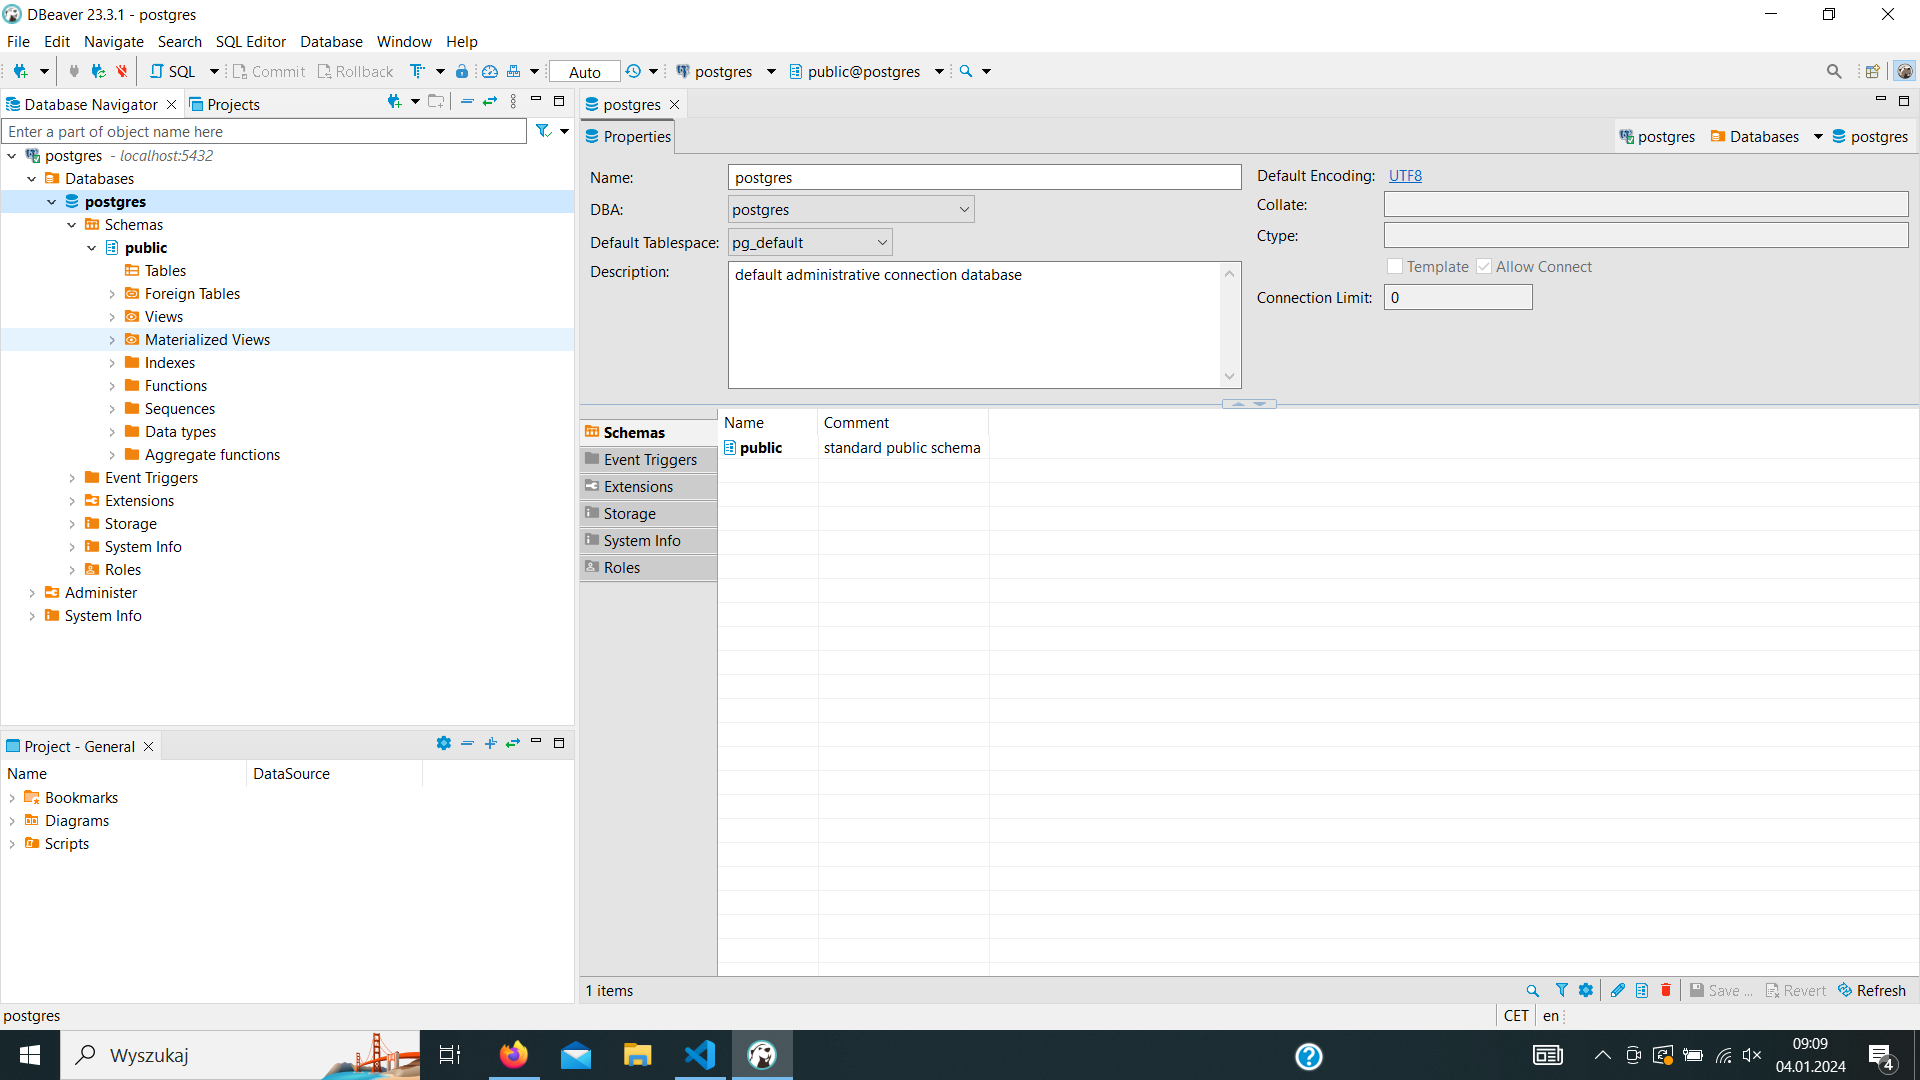 DBeaver 23.3.1 - postgres
File Edit Navigate Search SQL Editor Database Window Help
SQL Commit Rollback Auto postgres public@postgres
Database Navigator Projects
Enter a part of object name here
postgres - localhost:5432
Databases
postgres
Schemas
public
Tables
Foreign Tables
Views
Materialized Views
Indexes
Functions
Sequences
Data types
Aggregate functions
Event Triggers
Extensions
Storage
System Info
Roles
Administer
System Info
Project - General
Name DataSource
Bookmarks
Diagrams
Scripts
postgres
Properties
postgres Databases postgres
Name: postgres
DBA: postgres
Default Tablespace: pg_default
Description: default administrative connection database
Default Encoding: UTF8
Collate:
Ctype:
Template Allow Connect
Connection Limit: 0
Schemas
Event Triggers
Extensions
Storage
System Info
Roles
Name Comment
public standard public schema
1 items
Save ... Revert Refresh
postgres
CET en
Wyszukaj
09:09
04.01.2024
4